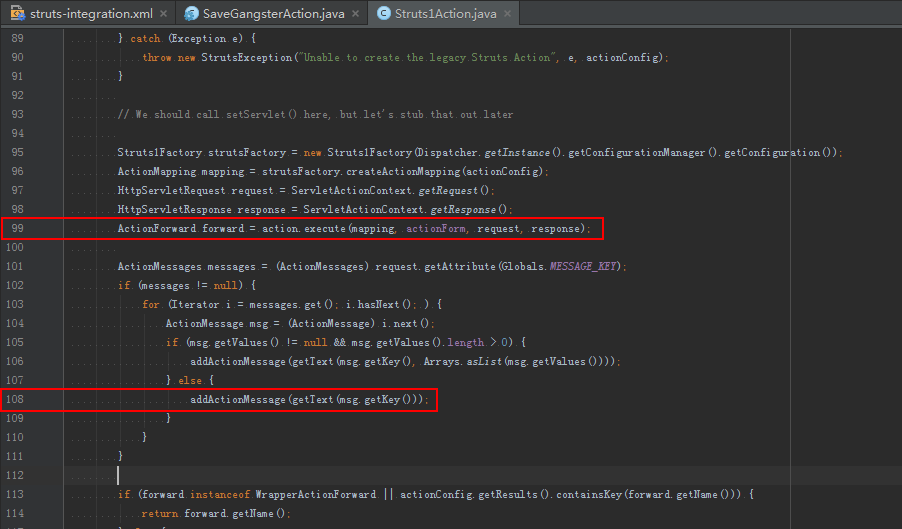 struts-integration.xml × SaveGangsterAction.java × Struts1Action.java ×
89 } catch (Exception e) {
90 throw new StrutsException("Unable to create the legacy Struts Action", e, actionConfig);
91 }
92
93 // We should call setServlet() here, but let's stub that out later
94
95 Struts1Factory strutsFactory = new Struts1Factory(Dispatcher.getInstance().getConfigurationManager().getConfiguration());
96 ActionMapping mapping = strutsFactory.createActionMapping(actionConfig);
97 HttpServletRequest request = ServletActionContext.getRequest();
98 HttpServletResponse response = ServletActionContext.getResponse();
99 ActionForward forward = action.execute(mapping, actionForm, request, response);
100
101 ActionMessages messages = (ActionMessages) request.getAttribute(Globals.MESSAGE_KEY);
102 if (messages != null) {
103 for (Iterator i = messages.get(); i.hasNext(); ) {
104 ActionMessage msg = (ActionMessage) i.next();
105 if (msg.getValues() != null && msg.getValues().length > 0) {
106 addActionMessage(getText(msg.getKey(), Arrays.asList(msg.getValues())));
107 } else {
108 addActionMessage(getText(msg.getKey()));
109 }
110 }
111 }
112
113 if (forward instanceof WrapperActionForward || actionConfig.getResults().containsKey(forward.getName())) {
114 return forward.getName();